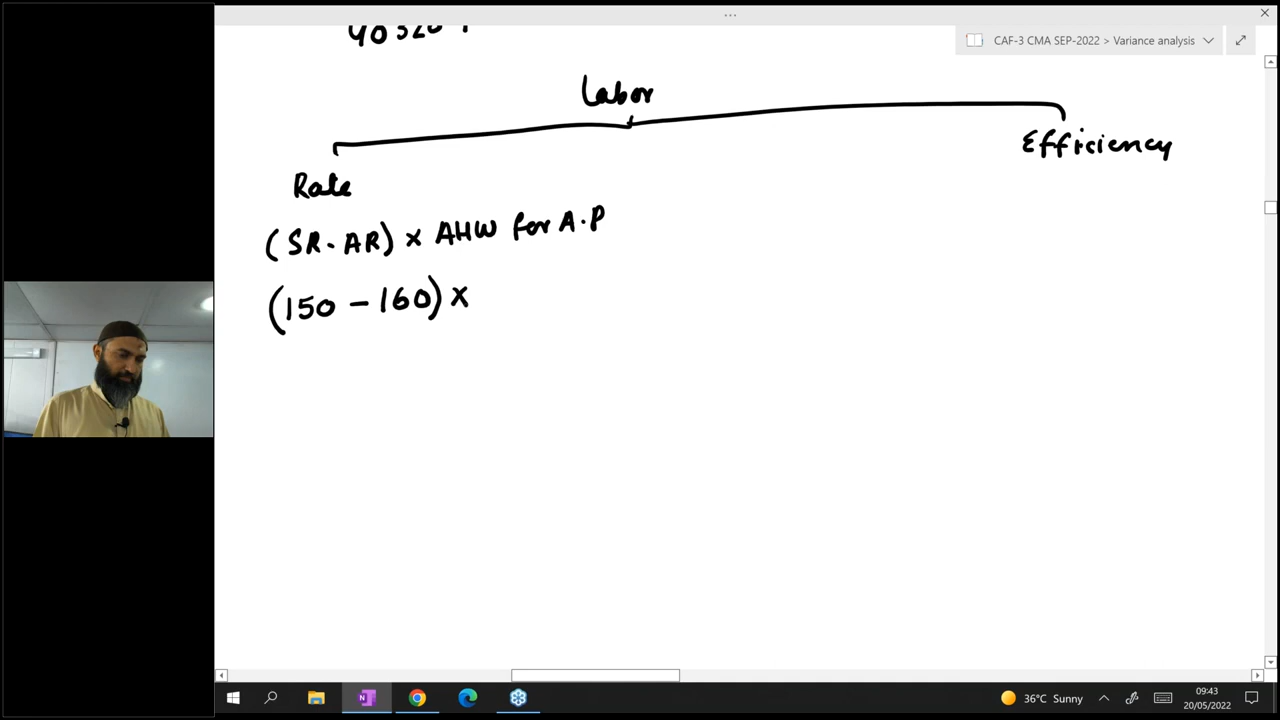 CAF-3 CMA SEP-2022 > Variance analysis
Labor
Rate
Efficiency
(SR - AR) × AHW for A.P
(150 - 160) ×
36°C Sunny
09:43
20/05/2022